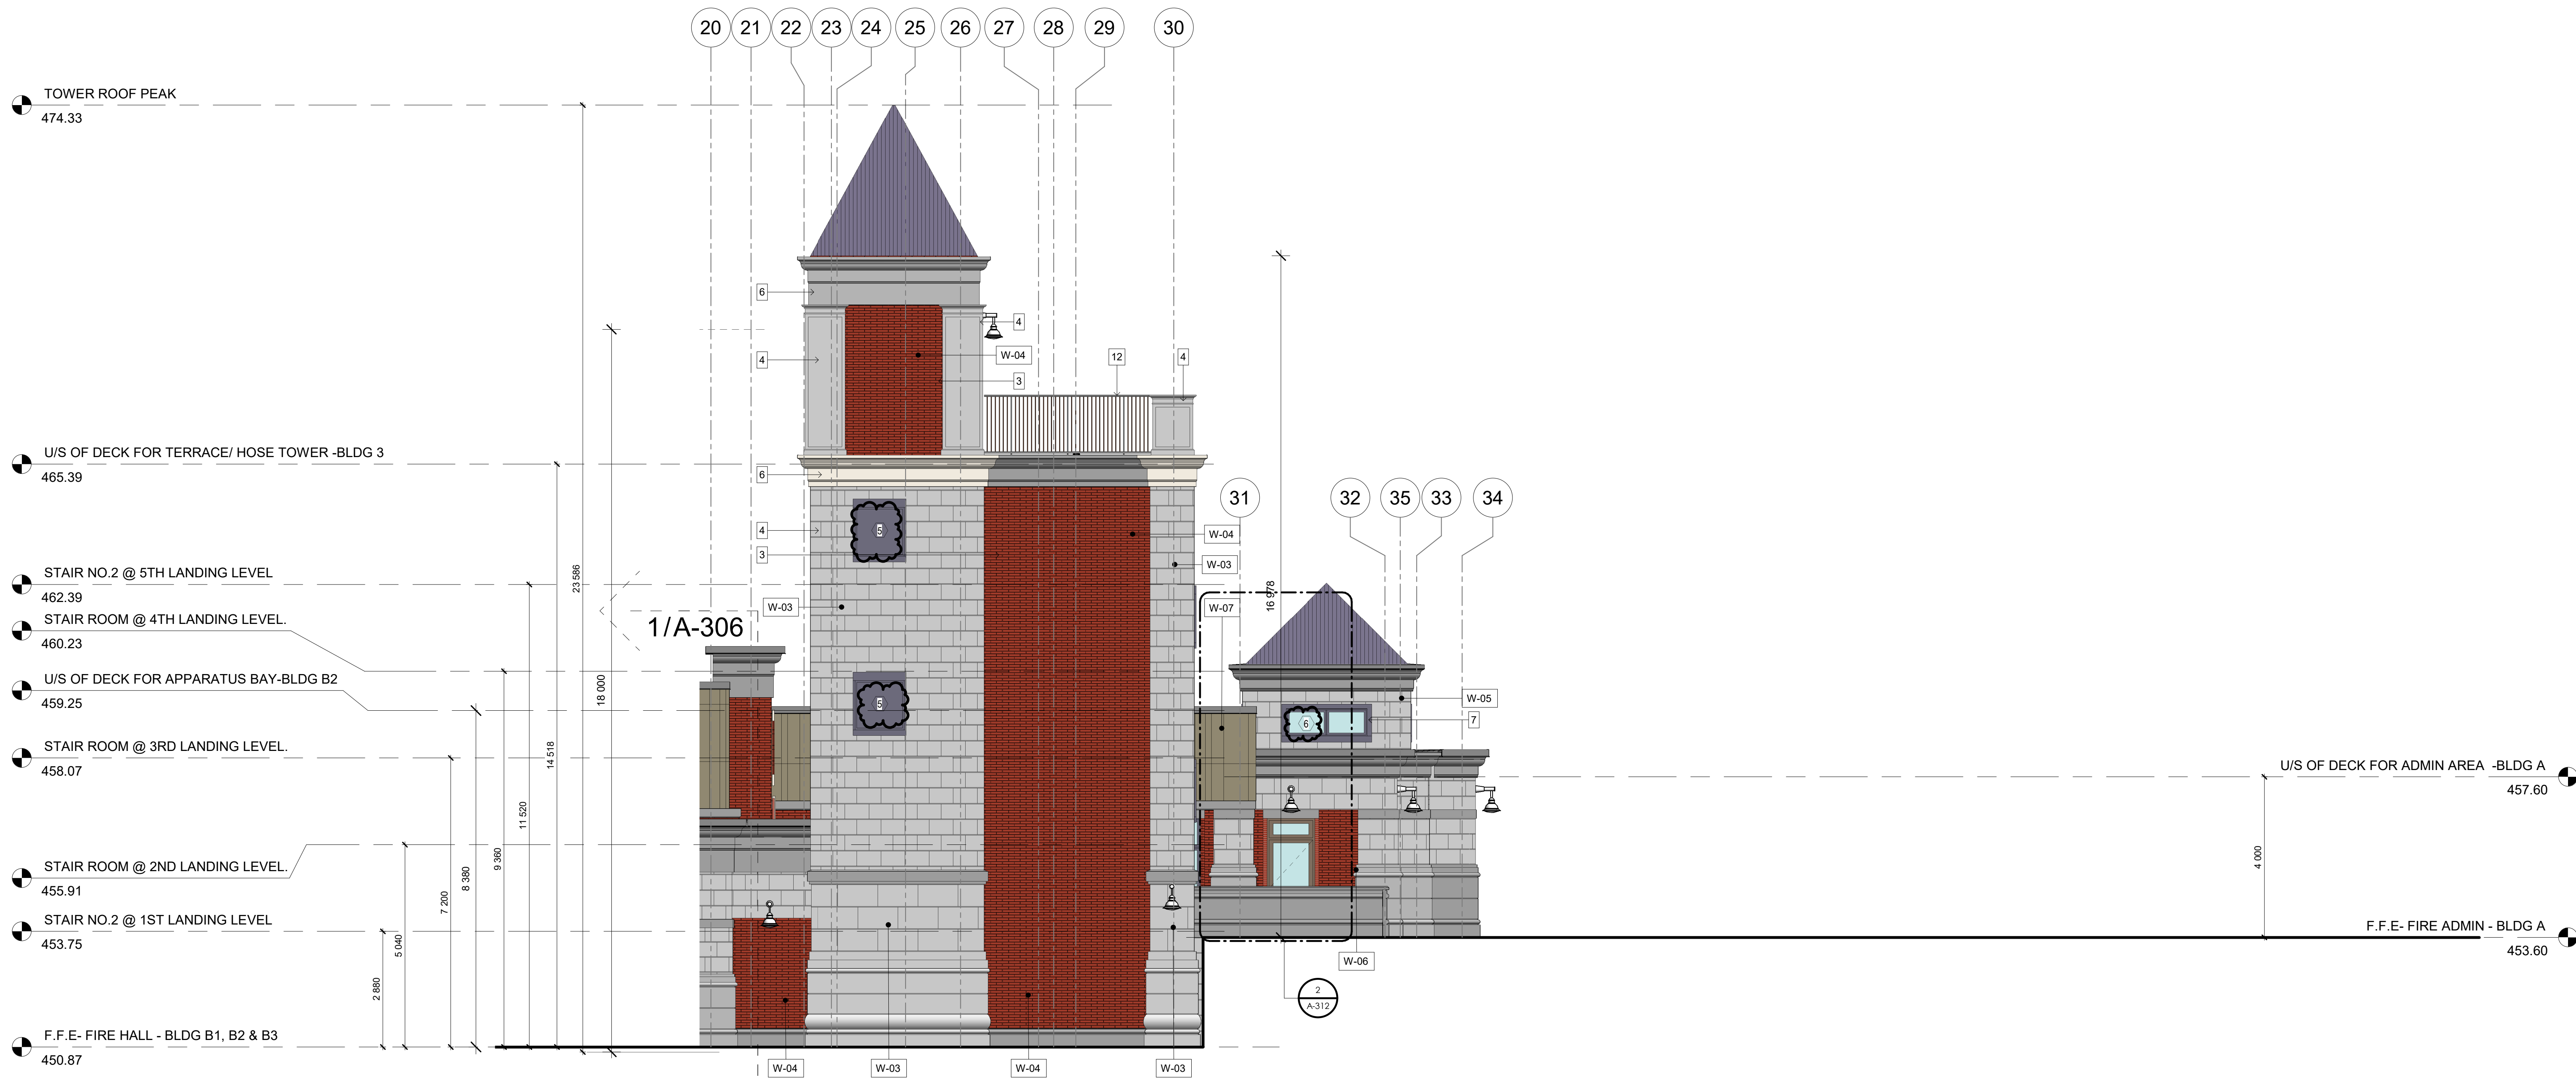 20 21 22 23 24 25 26 27 28 29 30
TOWER ROOF PEAK
474.33
6
4
4
W-04
12
4
3
U/S OF DECK FOR TERRACE/ HOSE TOWER -BLDG 3
465.39
6
31 32 35 33 34
4
5
W-04
3
W-03
STAIR NO.2 @ 5TH LANDING LEVEL
462.39
23 586
16 978
W-03
W-07
STAIR ROOM @ 4TH LANDING LEVEL.
460.23
1/A-306
U/S OF DECK FOR APPARATUS BAY-BLDG B2
459.25
18 000
5
W-05
6
7
STAIR ROOM @ 3RD LANDING LEVEL.
458.07
14 518
U/S OF DECK FOR ADMIN AREA -BLDG A
457.60
11 520
9 360
8 380
7 200
5 040
2 880
4 000
STAIR ROOM @ 2ND LANDING LEVEL.
455.91
STAIR NO.2 @ 1ST LANDING LEVEL
453.75
F.F.E- FIRE ADMIN - BLDG A
453.60
W-06
2
A-312
F.F.E- FIRE HALL - BLDG B1, B2 & B3
450.87
W-04
W-03
W-04
W-03